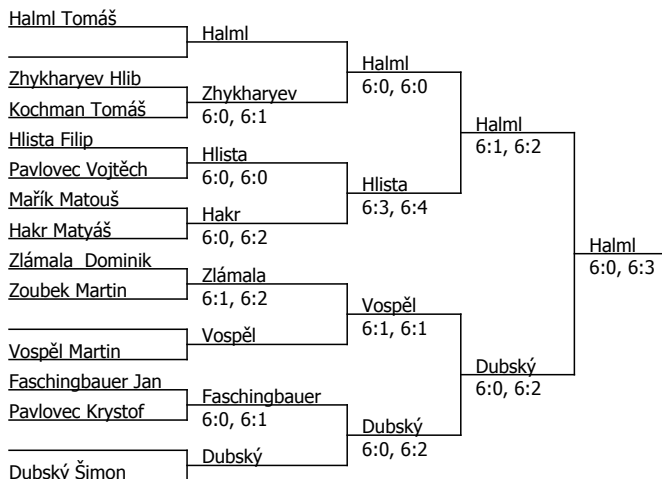 Halml Tomáš
Zhykharyev Hlib
Kochman Tomáš
Hlista Filip
Pavlovec Vojtěch
Mařík Matouš
Hakr Matyáš
Zlámala  Dominik
Zoubek Martin
Vospěl Martin
Faschingbauer Jan
Pavlovec Krystof
Dubský Šimon
Halml
Zhykharyev
6:0, 6:1
Hlista
6:0, 6:0
Hakr
6:0, 6:2
Zlámala
6:1, 6:2
Vospěl
Faschingbauer
6:0, 6:1
Dubský
Halml
6:0, 6:0
Hlista
6:3, 6:4
Vospěl
6:1, 6:1
Dubský
6:0, 6:2
Halml
6:1, 6:2
Dubský
6:0, 6:2
Halml
6:0, 6:3